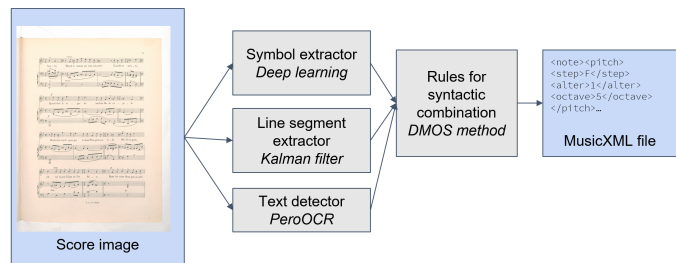 Symbol extractor
Deep learning
Line segment
extractor
Kalman filter
Text detector
PeroOCR
Rules for
syntactic
combination
DMOS method
<note><pitch>
<step>F</step>
<alter>1</alter>
<octave>5</octave>
</pitch>…
MusicXML file
Score image